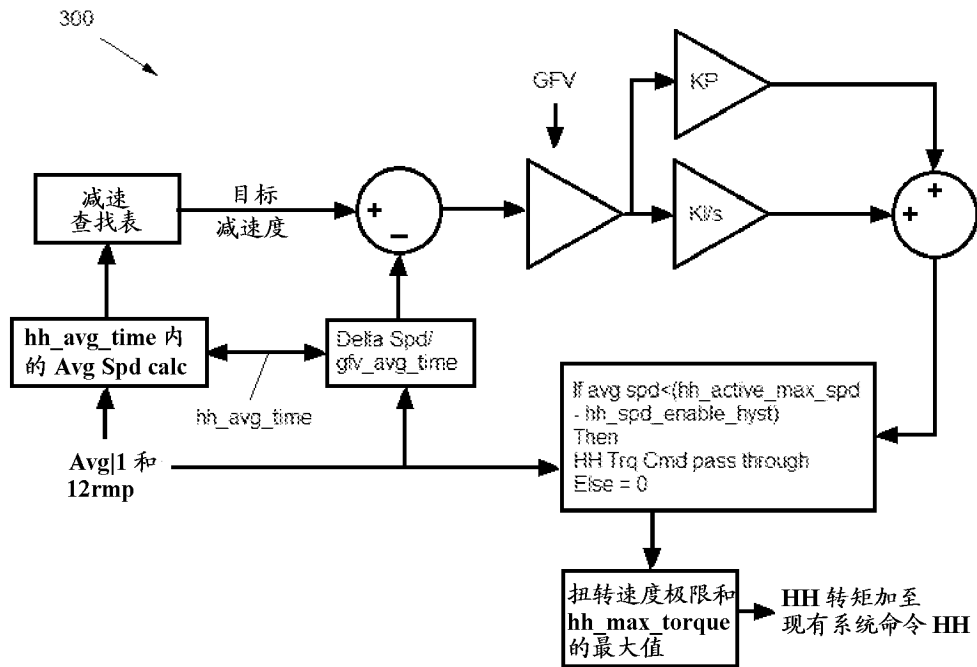 300
GFV
KP
减速
查找表
目标
减速度
+
−
KI/s
+
+
hh_avg_time 内
的 Avg Spd calc
Delta Spd/
gfv_avg_time
hh_avg_time
Avg|1 和
12rmp
If avg spd<(hh_active_max_spd
- hh_spd_enable_hyst)
Then
HH Trq Cmd pass through
Else = 0
扭转速度极限和
hh_max_torque
的最大值
HH 转矩加至
现有系统命令 HH